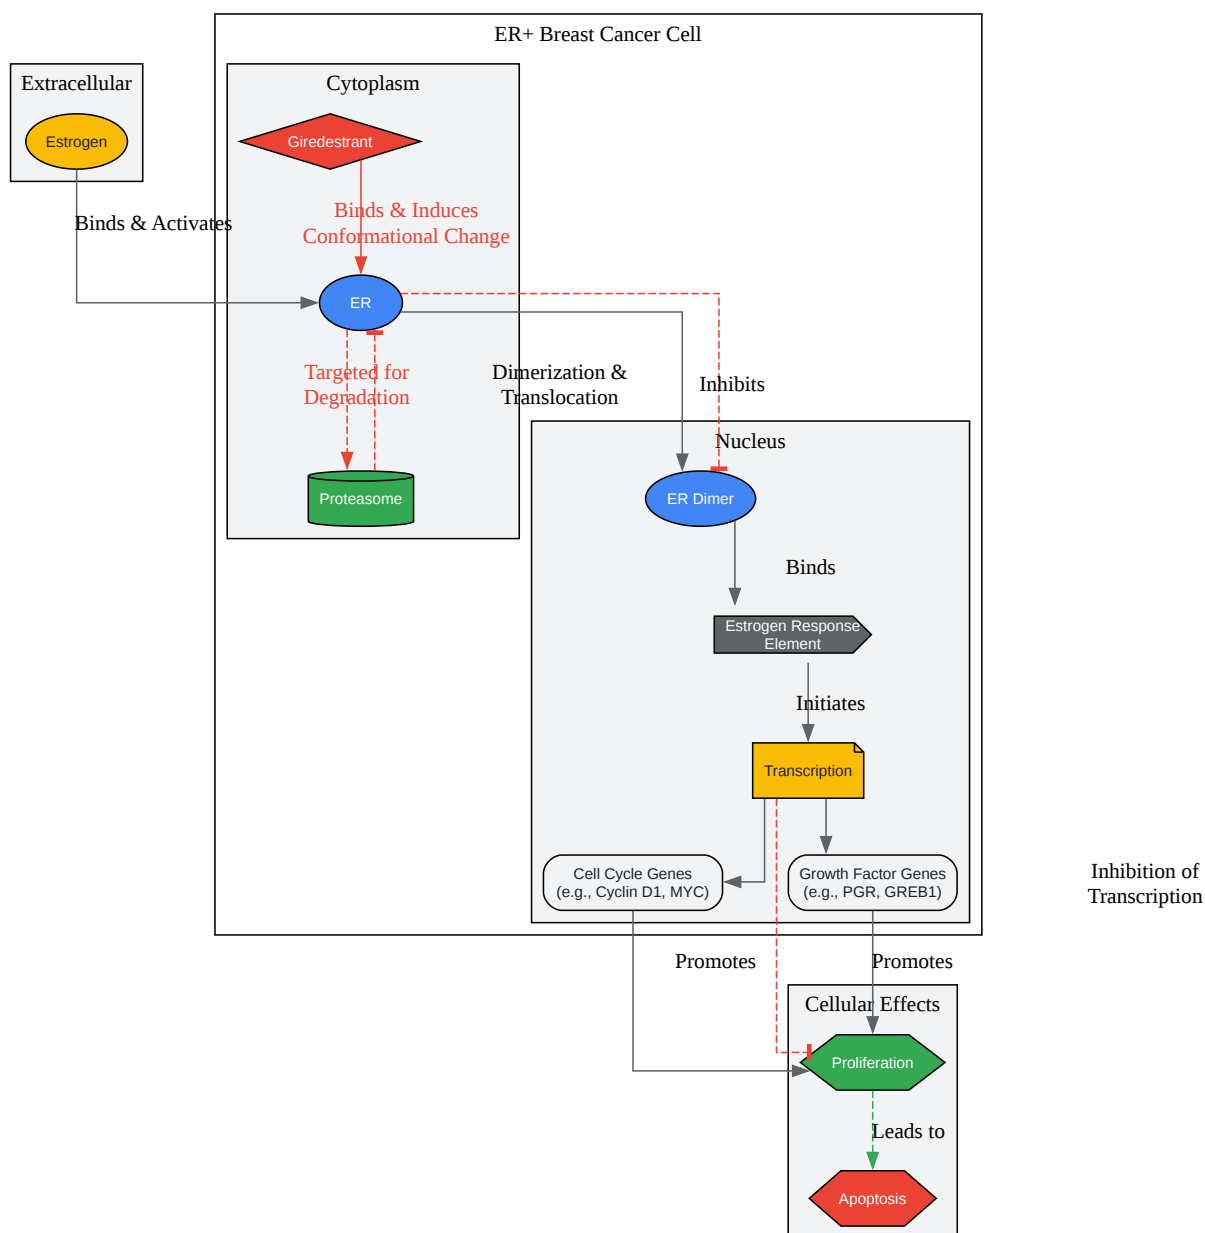 ER+ Breast Cancer Cell
Extracellular
Cytoplasm
Estrogen
Giredestrant
Binds & Activates
Binds & Induces
Conformational Change
ER
Targeted for
Degradation
Dimerization &
Translocation
Inhibits
Nucleus
Proteasome
ER Dimer
Binds
Estrogen Response
Element
Initiates
Transcription
Cell Cycle Genes
(e.g., Cyclin D1, MYC)
Growth Factor Genes
(e.g., PGR, GREB1)
Inhibition of
Transcription
Promotes
Promotes
Cellular Effects
Proliferation
Leads to
Apoptosis